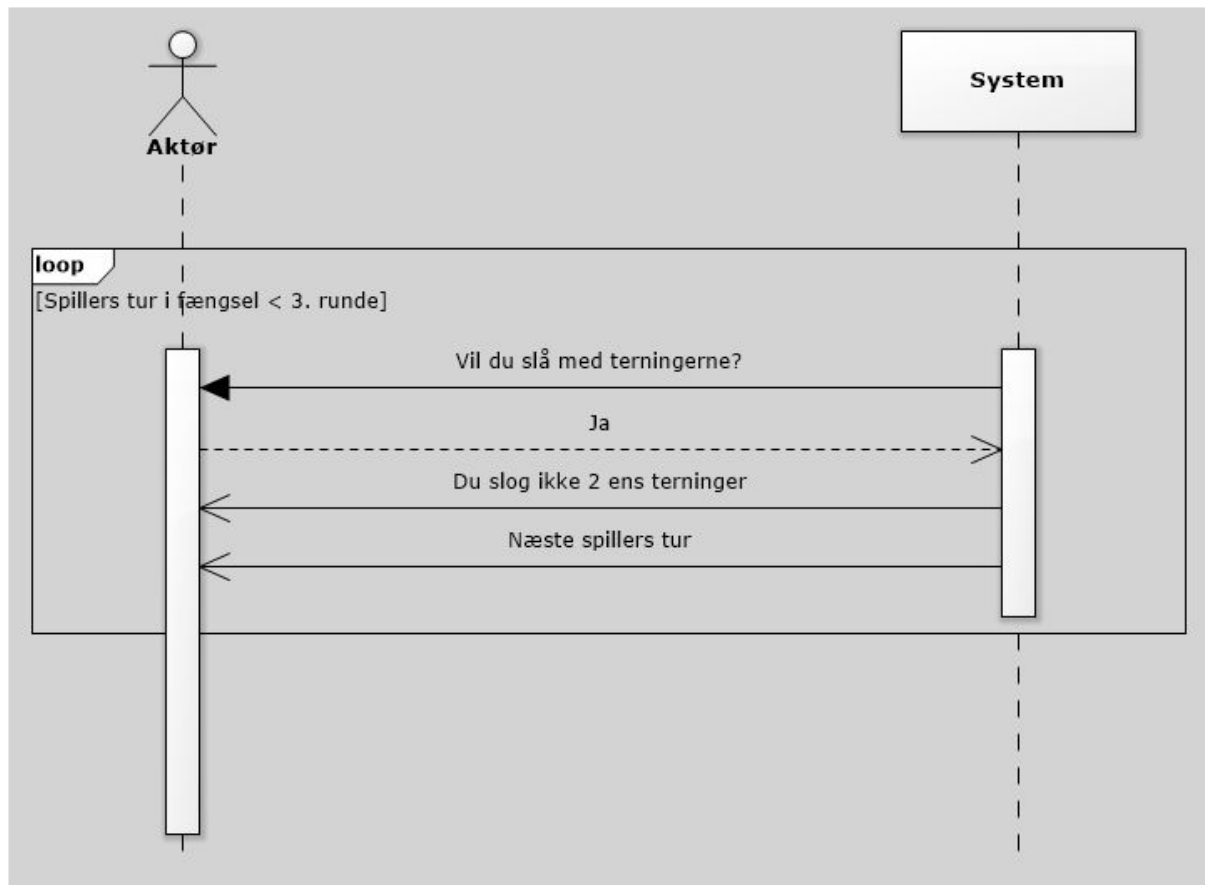 Aktør
System
loop
[Spillers tur i fængsel < 3. runde]
Vil du slå med terningerne?
Ja
Du slog ikke 2 ens terninger
Næste spillers tur